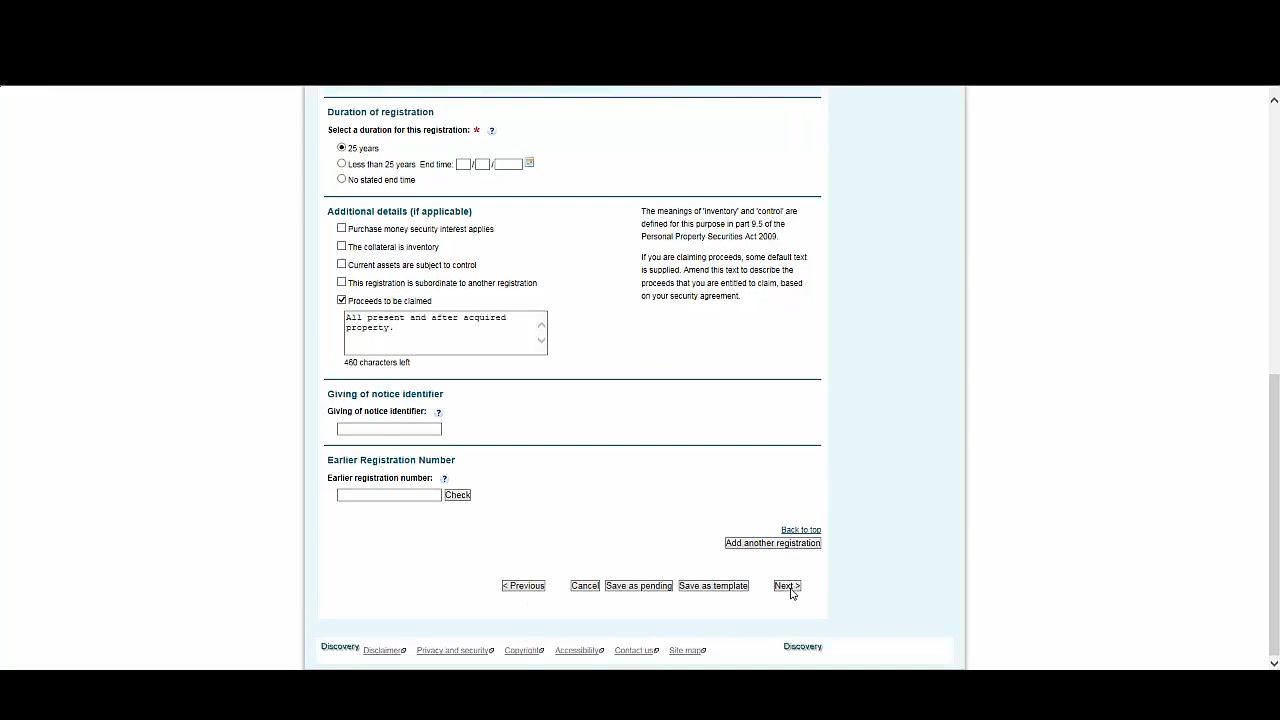 Duration of registration
Select a duration for this registration: * ?
25 years
Less than 25 years End time: / /
No stated end time
Additional details (if applicable)
Purchase money security interest applies
The collateral is inventory
Current assets are subject to control
This registration is subordinate to another registration
Proceeds to be claimed
All present and after acquired
property.
460 characters left
The meanings of 'inventory' and 'control' are
defined for this purpose in part 9.5 of the
Personal Property Securities Act 2009.
If you are claiming proceeds, some default text
is supplied. Amend this text to describe the
proceeds that you are entitled to claim, based
on your security agreement.
Giving of notice identifier
Giving of notice identifier: ?
Earlier Registration Number
Earlier registration number: ?
Check
Back to top
Add another registration
< Previous Cancel Save as pending Save as template Next >
Discovery Disclaimer Privacy and security Copyright Accessibility Contact us Site map Discovery